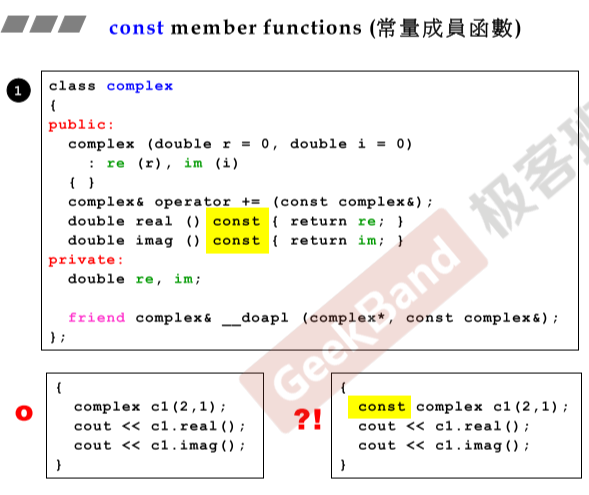 const member functions (常量成員函數)
1
class complex
{
public:
  complex (double r = 0, double i = 0)
    : re (r), im (i)
  { }
  complex& operator += (const complex&);
  double real () const { return re; }
  double imag () const { return im; }
private:
  double re, im;
  friend complex& __doapl (complex*, const complex&);
};
GeekBand 极客班
O
{
  complex c1(2,1);
  cout << c1.real();
  cout << c1.imag();
}
?!
{
  const complex c1(2,1);
  cout << c1.real();
  cout << c1.imag();
}